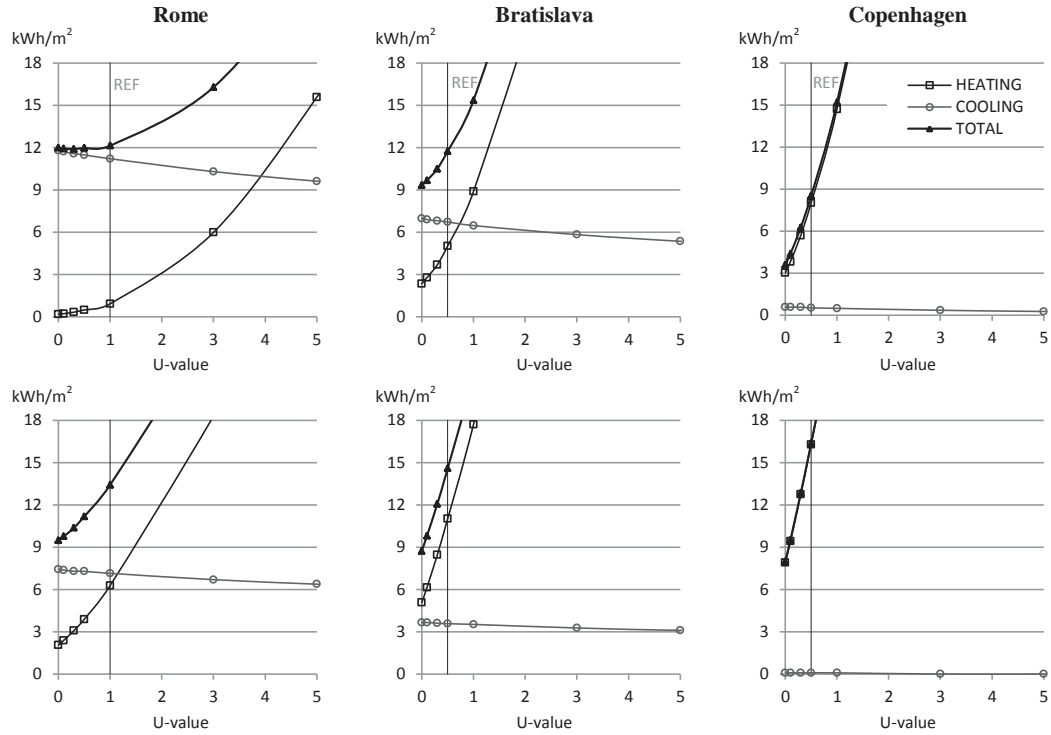 Rome
Bratislava
Copenhagen
kWh/m²
kWh/m²
kWh/m²
18
15
12
9
6
3
0
REF
0 1 2 3 4 5
U-value
18
15
12
9
6
3
0
REF
0 1 2 3 4 5
U-value
18
15
12
9
6
3
0
REF
HEATING
COOLING
TOTAL
0 1 2 3 4 5
U-value
kWh/m²
18
15
12
9
6
3
0
0 1 2 3 4 5
U-value
kWh/m²
18
15
12
9
6
3
0
0 1 2 3 4 5
U-value
kWh/m²
18
15
12
9
6
3
0
0 1 2 3 4 5
U-value